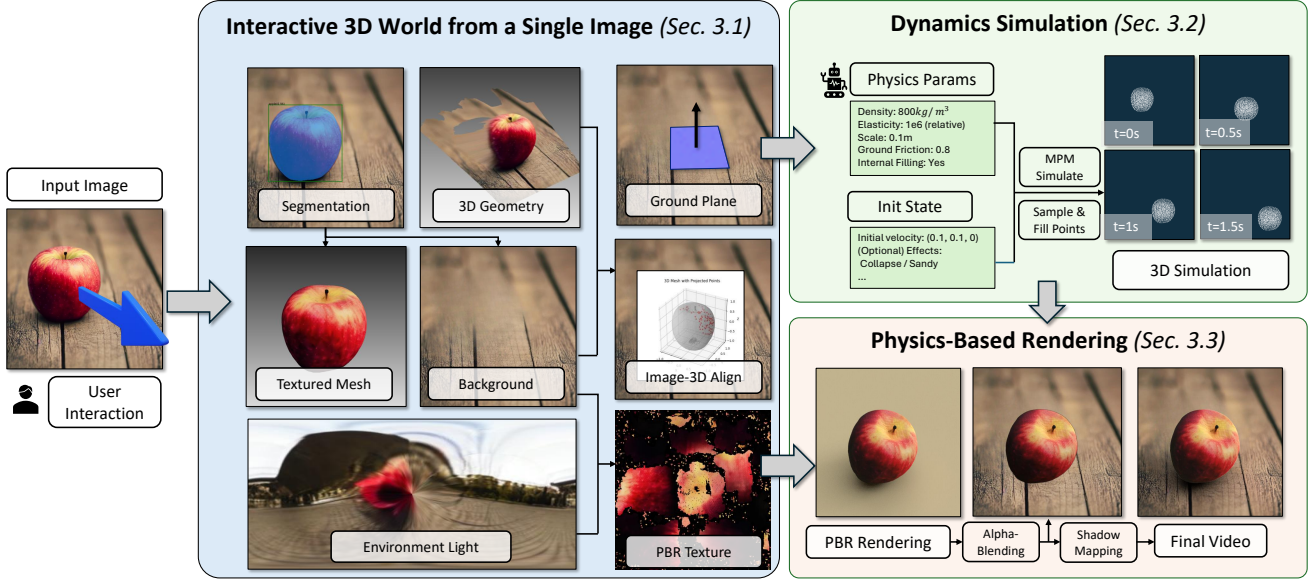 Input Image
User
Interaction
Interactive 3D World from a Single Image (Sec. 3.1)
Segmentation
3D Geometry
Ground Plane
Textured Mesh
Background
3D Mesh with Projected Points
Image-3D Align
Environment Light
PBR Texture
Dynamics Simulation (Sec. 3.2)
Physics Params
Density: 800kg/m³
Elasticity: 1e6 (relative)
Scale: 0.1m
Ground Friction: 0.8
Internal Filling: Yes
Init State
Initial velocity: (0.1, 0.1, 0)
(Optional) Effects:
Collapse / Sandy
...
MPM
Simulate
Sample &
Fill Points
t=0s
t=0.5s
t=1s
t=1.5s
3D Simulation
Physics-Based Rendering (Sec. 3.3)
PBR Rendering
Alpha-
Blending
Shadow
Mapping
Final Video